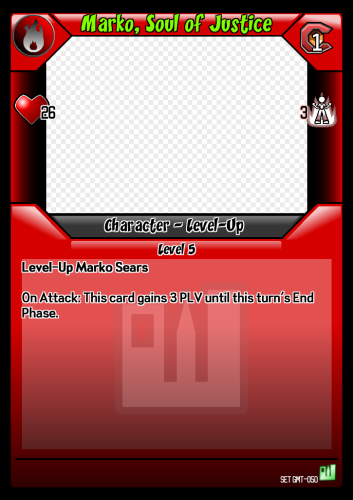 Marko, Soul of Justice
1
26
3
Character - Level-Up
Level 5
Level-Up Marko Sears
On Attack: This card gains 3 PLV until this turn's End
Phase.
SET GMT-050